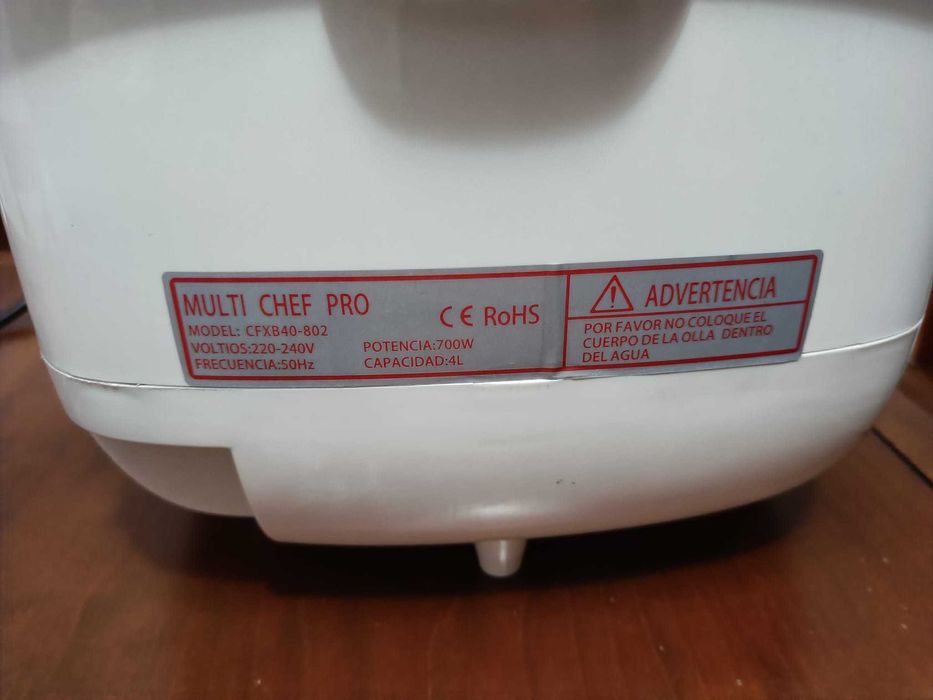 MULTI CHEF PRO
CE RoHS
MODEL: CFXB40-802
VOLTIOS:220-240V
POTENCIA:700W
FRECUENCIA:50Hz
CAPACIDAD:4L
ADVERTENCIA
POR FAVOR NO COLOQUE EL
CUERPO DE LA OLLA DENTRO
DEL AGUA